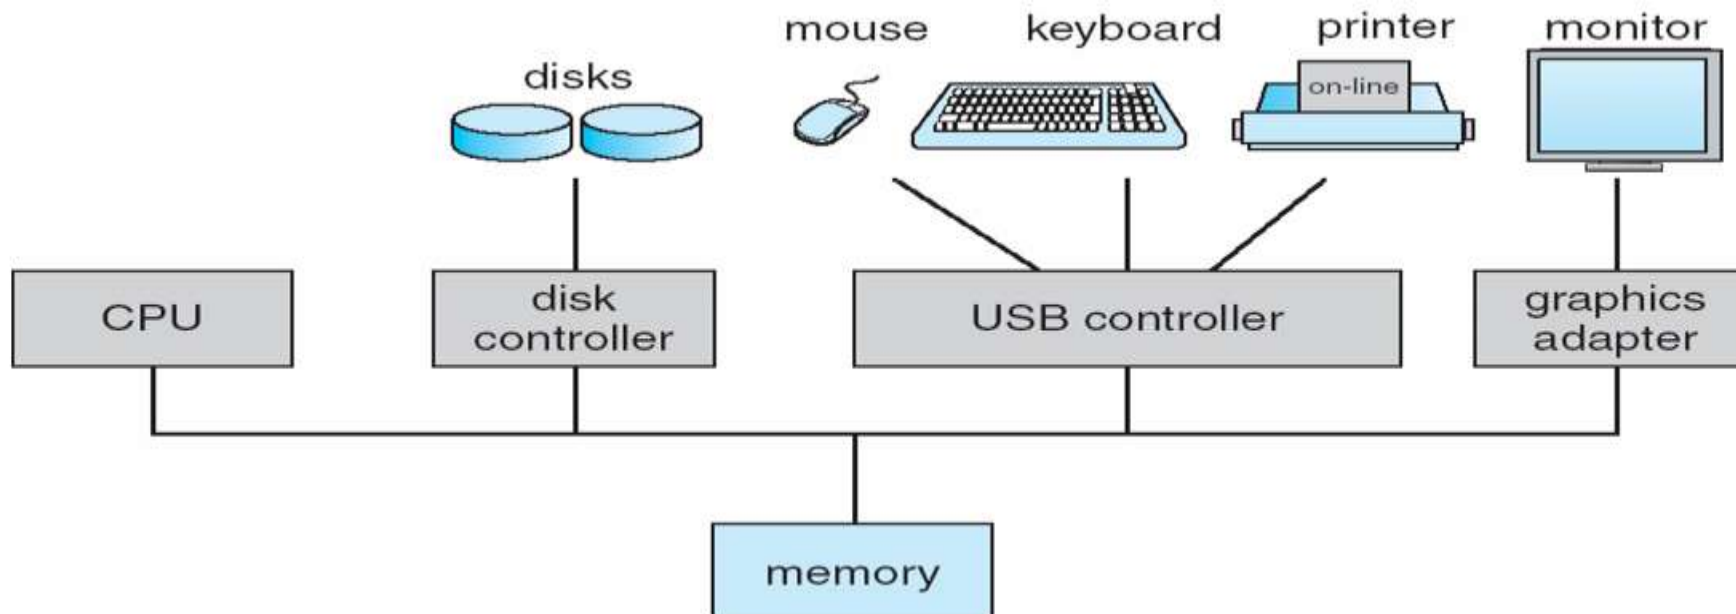 mouse
keyboard
printer
monitor
disks
on-line
CPU
disk
controller
USB controller
graphics
adapter
memory